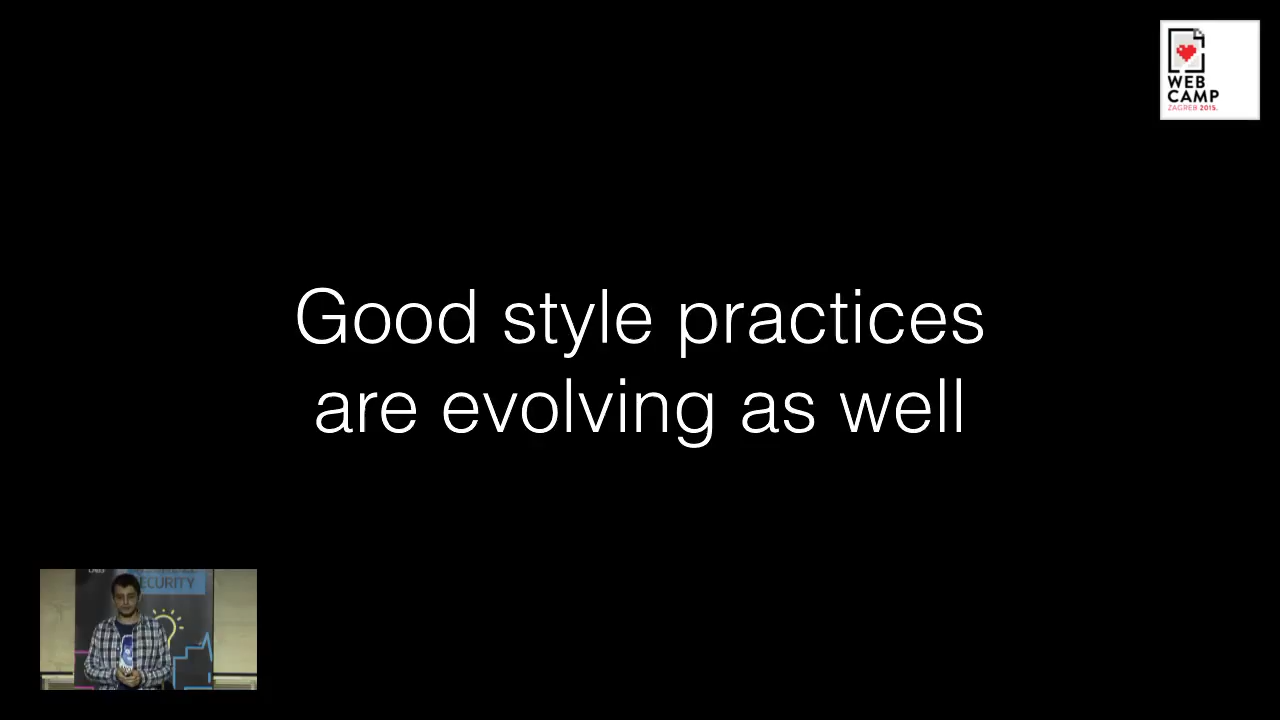 WEB
CAMP
ZAGREB 2015.
Good style practices
are evolving as well
ECURITY